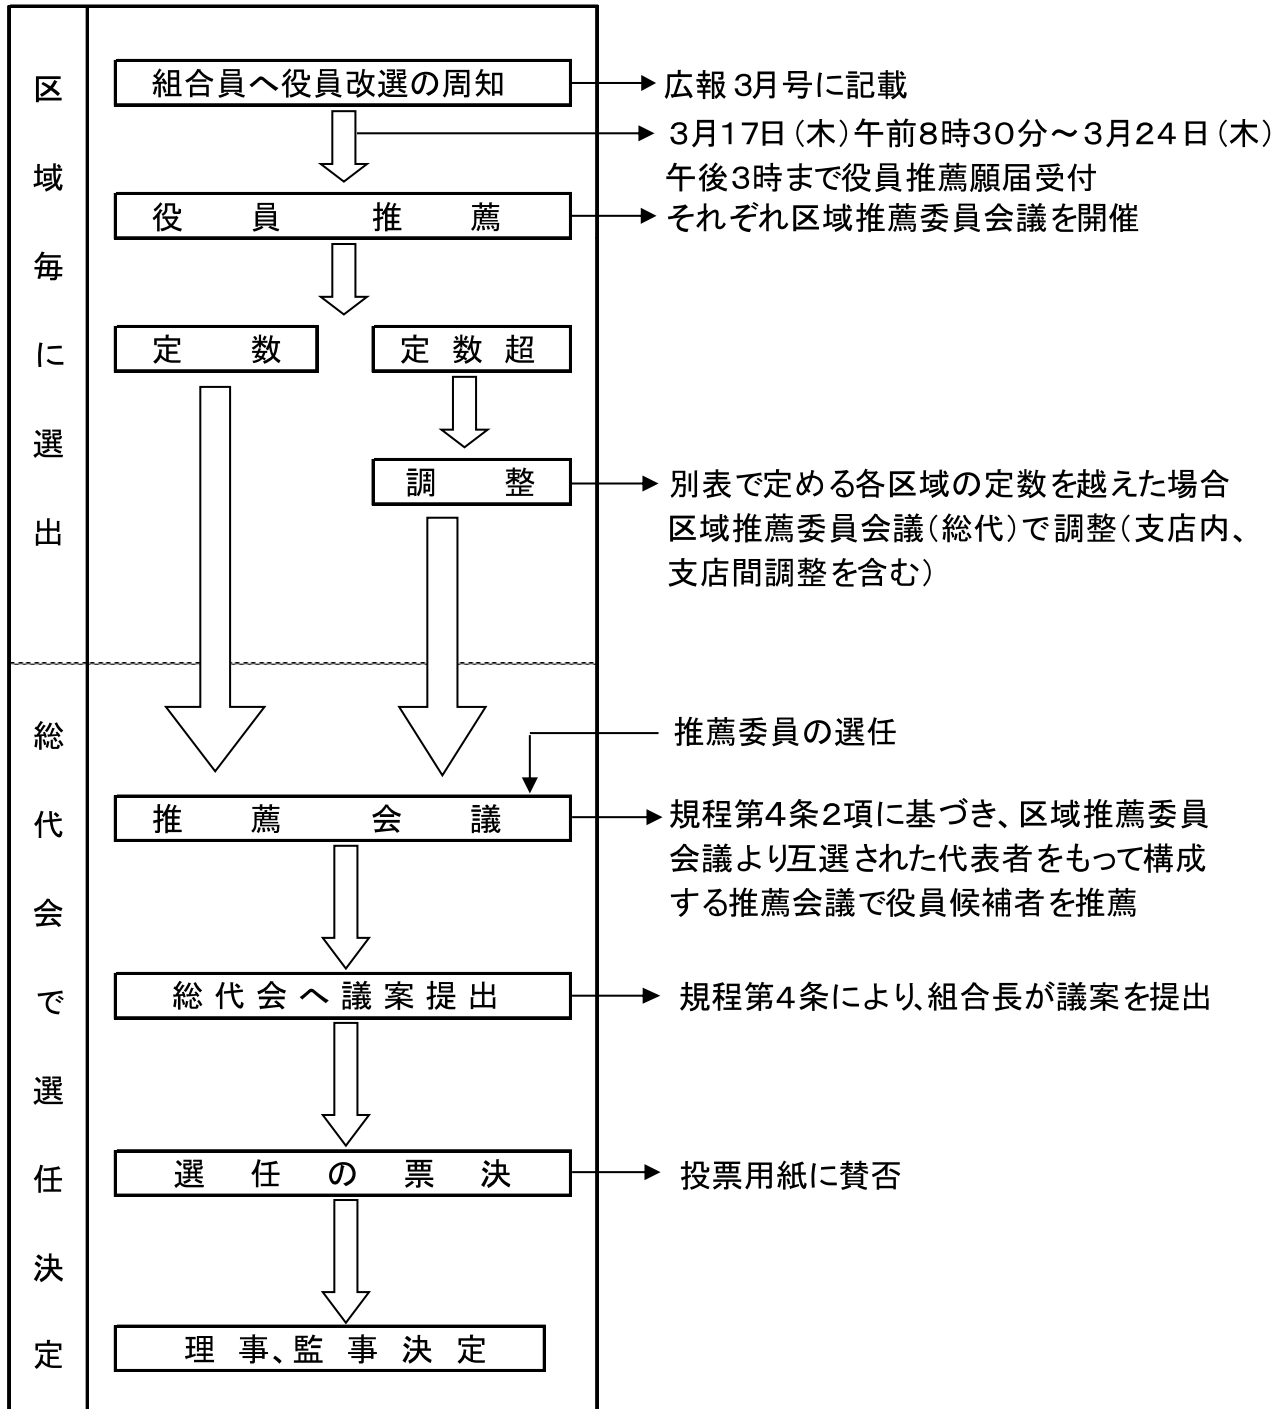 区域毎に選出
組合員へ役員改選の周知
広報3月号に記載
3月17日(木)午前8時30分～3月24日(木)
午後3時まで役員推薦願届受付
役員推薦
それぞれ区域推薦委員会議を開催
定数
定数超
調整
別表で定める各区域の定数を越えた場合
区域推薦委員会議(総代)で調整(支店内、
支店間調整を含む)
総代会で選任決定
推薦委員の選任
推薦会議
規程第4条2項に基づき、区域推薦委員
会議より互選された代表者をもって構成
する推薦会議で役員候補者を推薦
総代会へ議案提出
規程第4条により、組合長が議案を提出
選任の票決
投票用紙に賛否
理事、監事決定